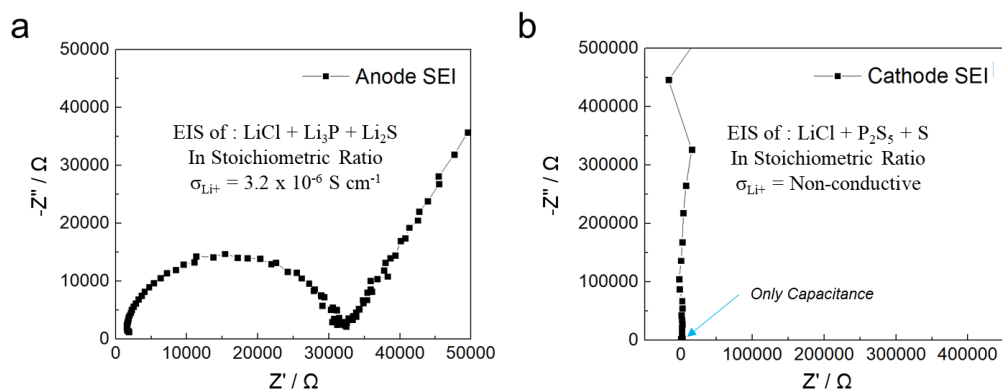 a
50000
40000
30000
20000
10000
0
-Z'' / Ω
Anode SEI
EIS of : LiCl + Li₃P + Li₂S
In Stoichiometric Ratio
σLi+ = 3.2 x 10⁻⁶ S cm⁻¹
0 10000 20000 30000 40000 50000
Z' / Ω
b
500000
400000
300000
200000
100000
0
-Z'' / Ω
Cathode SEI
EIS of : LiCl + P₂S₅ + S
In Stoichiometric Ratio
σLi+ = Non-conductive
Only Capacitance
0 100000 200000 300000 400000
Z' / Ω